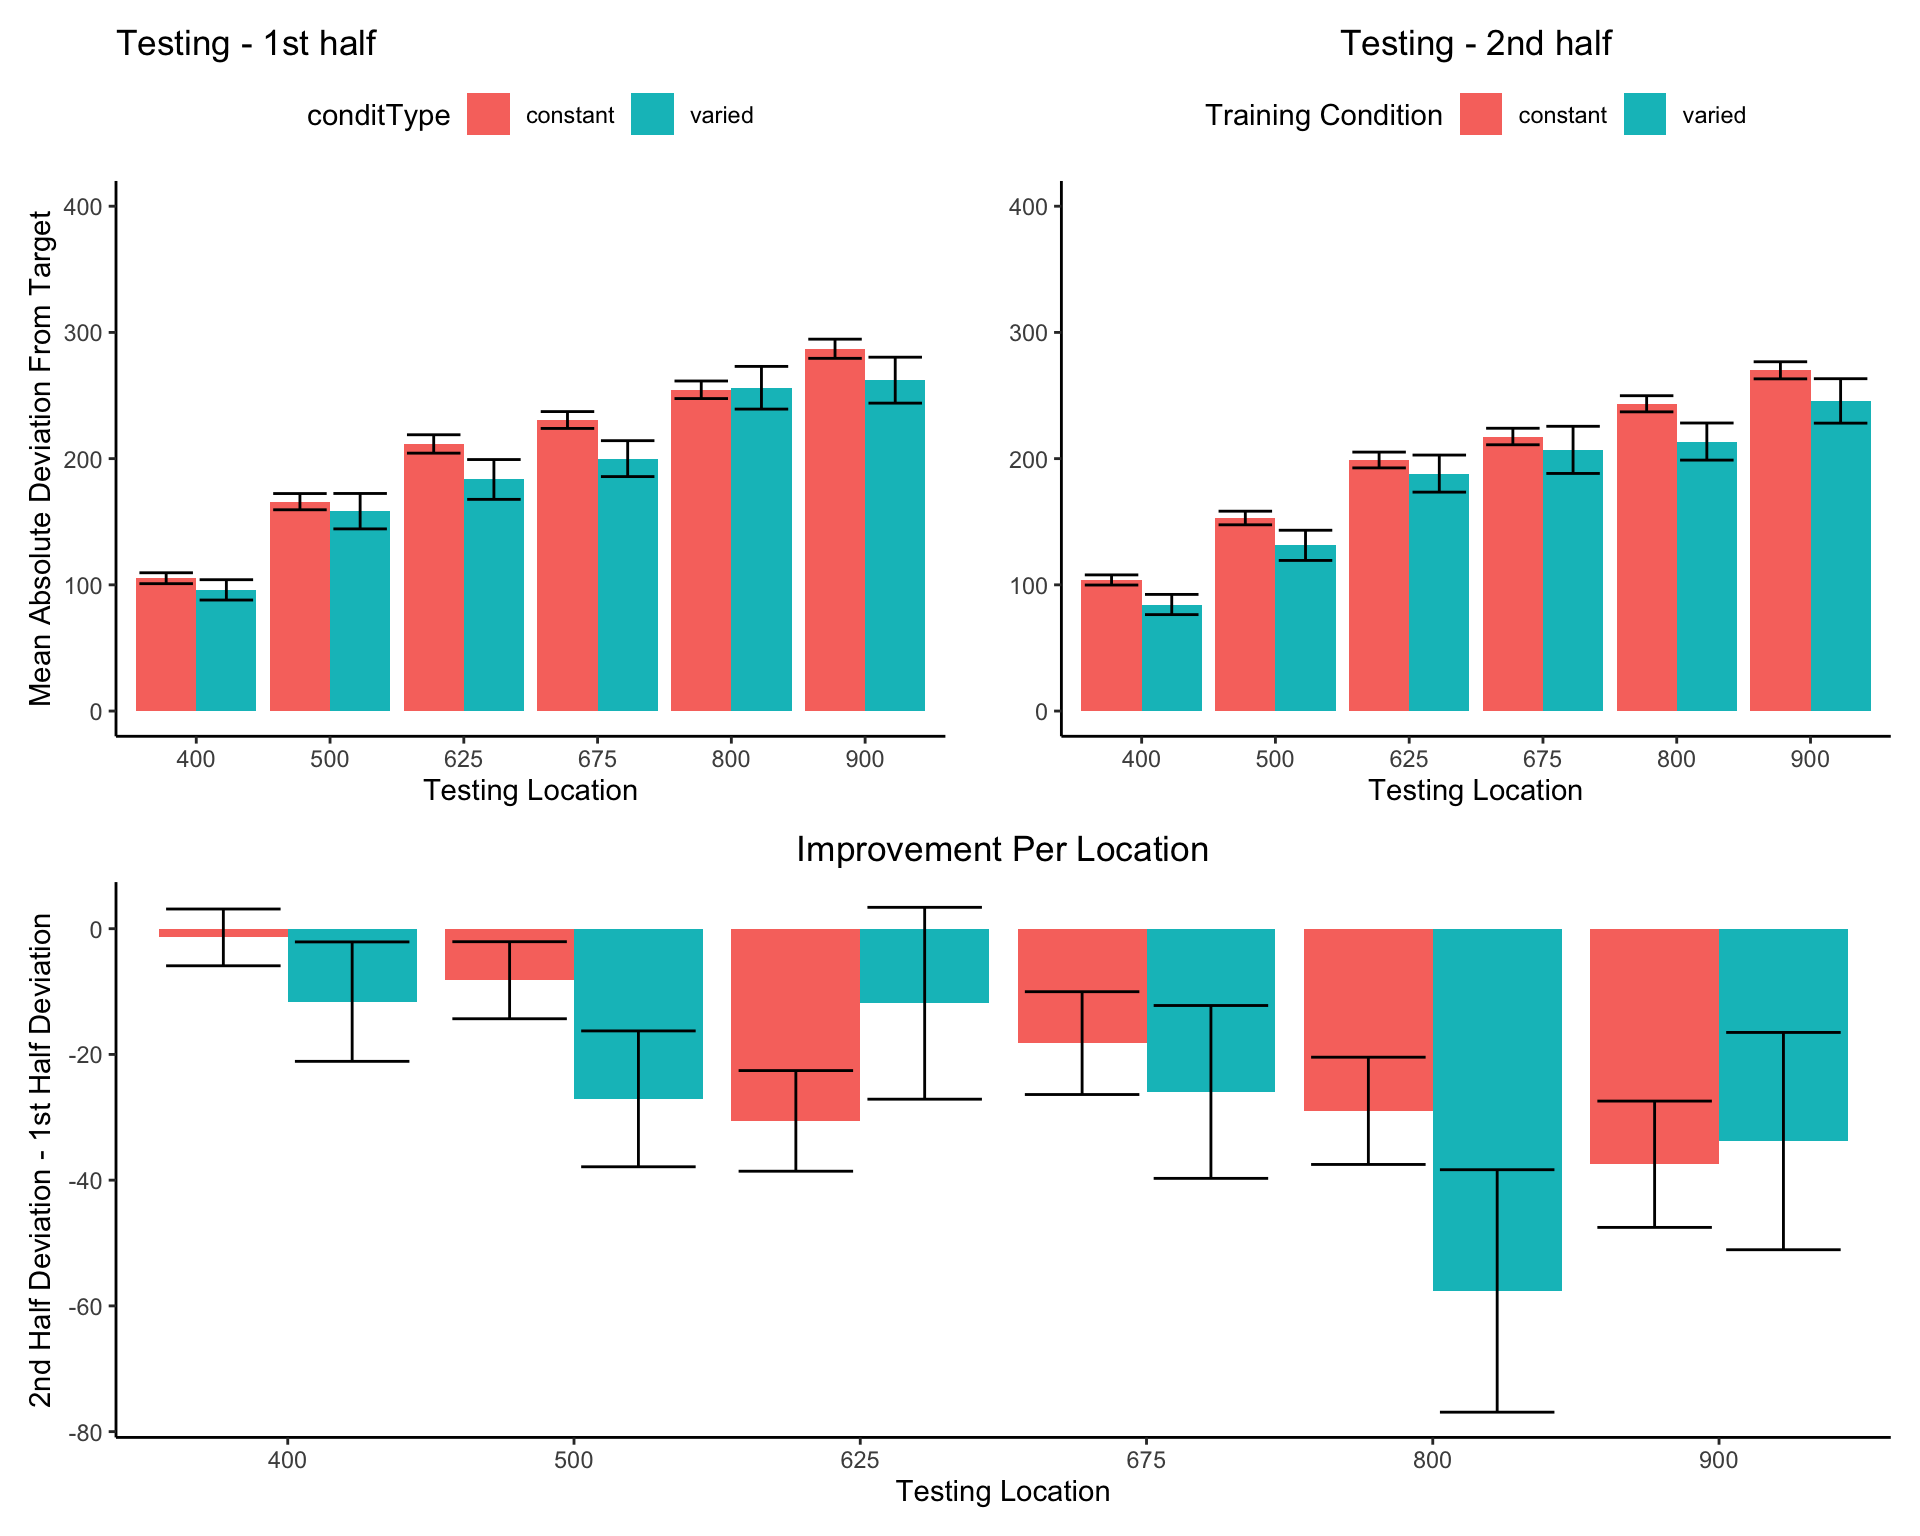 Testing - 1st half
conditType constant varied
Mean Absolute Deviation From Target
400
300
200
100
0
400 500 625 675 800 900
Testing Location
Testing - 2nd half
Training Condition constant varied
400
300
200
100
0
400 500 625 675 800 900
Testing Location
Improvement Per Location
2nd Half Deviation - 1st Half Deviation
0
-20
-40
-60
-80
400 500 625 675 800 900
Testing Location